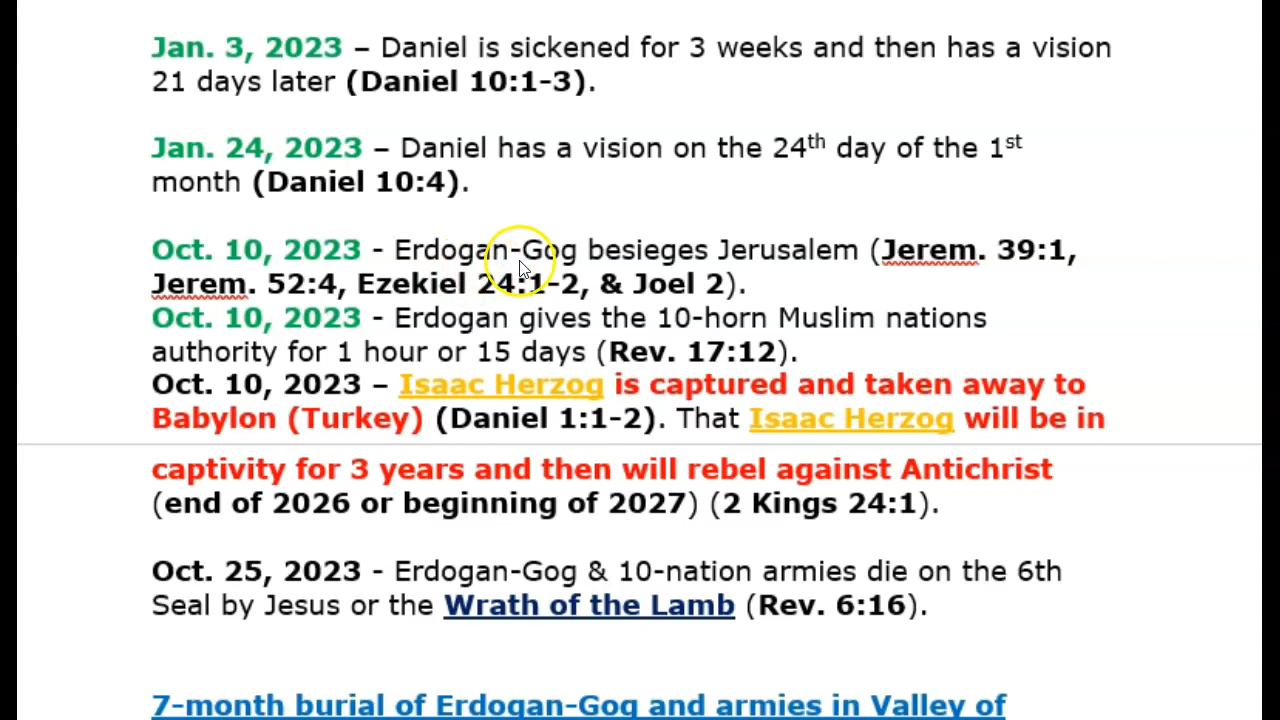 Jan. 3, 2023 – Daniel is sickened for 3 weeks and then has a vision
21 days later (Daniel 10:1-3).
Jan. 24, 2023 – Daniel has a vision on the 24th day of the 1st
month (Daniel 10:4).
Oct. 10, 2023 - Erdogan-Gog besieges Jerusalem (Jerem. 39:1,
Jerem. 52:4, Ezekiel 24:1-2, & Joel 2).
Oct. 10, 2023 - Erdogan gives the 10-horn Muslim nations
authority for 1 hour or 15 days (Rev. 17:12).
Oct. 10, 2023 – Isaac Herzog is captured and taken away to
Babylon (Turkey) (Daniel 1:1-2). That Isaac Herzog will be in
captivity for 3 years and then will rebel against Antichrist
(end of 2026 or beginning of 2027) (2 Kings 24:1).
Oct. 25, 2023 - Erdogan-Gog & 10-nation armies die on the 6th
Seal by Jesus or the Wrath of the Lamb (Rev. 6:16).
7-month burial of Erdogan-Gog and armies in Valley of